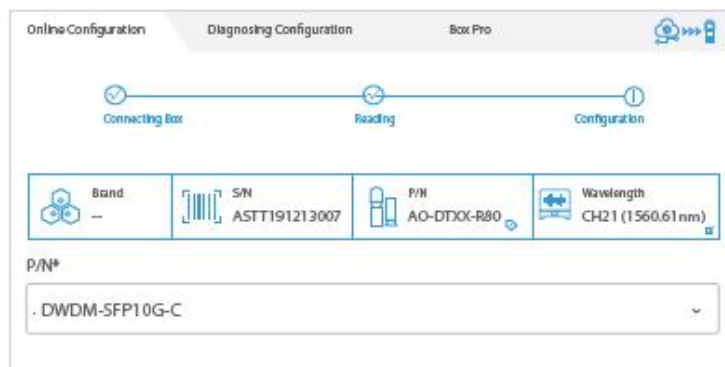 Online Configuration Diagnosing Configuration Box Pro
Connecting Box Reading Configuration
Brand S/N P/N Wavelength
-- ASTT191213007 AO-DTXX-R80 CH21 (1560.61nm)
P/N*
. DWDM-SFP10G-C